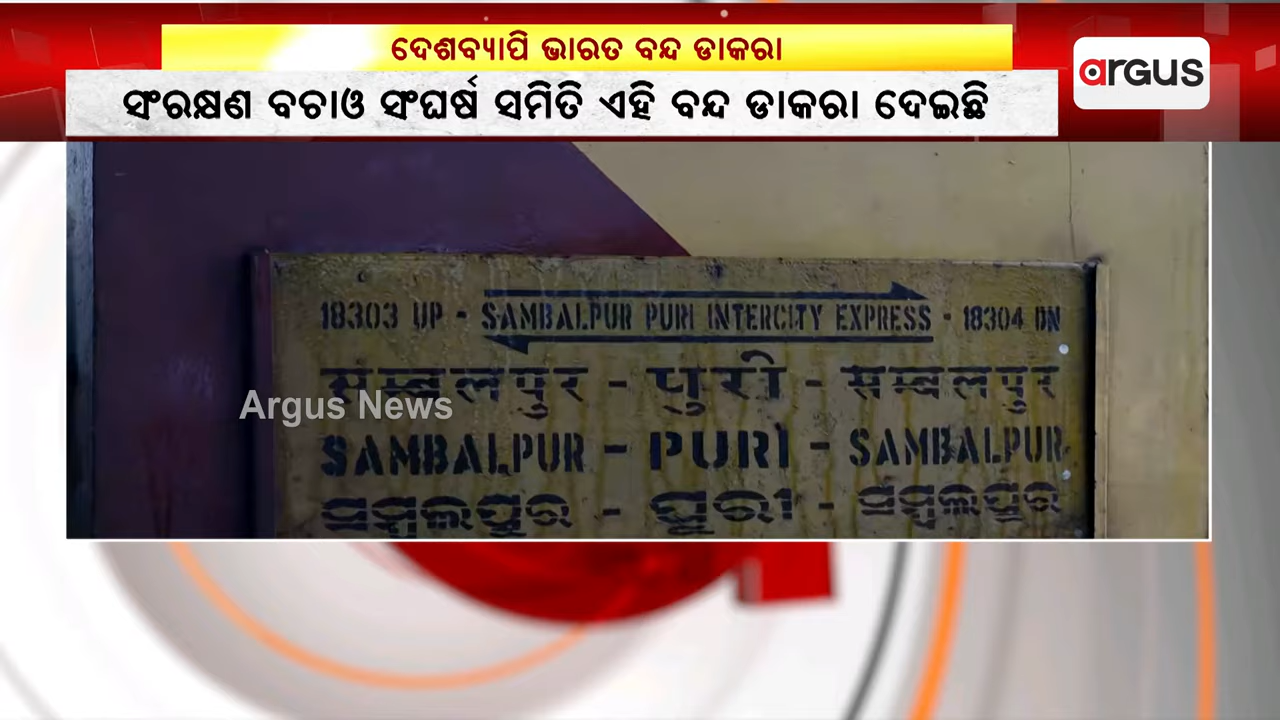 ଦେଶବ୍ୟାପି ଭାରତ ବନ୍ଦ ଡାକରା
ସଂରକ୍ଷଣ ବଚାଓ ସଂଘର୍ଷ ସମିତି ଏହି ବନ୍ଦ ଡାକରା ଦେଇଛି
argus
18303 UP - SAMBALPUR PURI INTERCITY EXPRESS - 18304 DN
सम्बलपुर - पुरी - सम्बलपुर
Argus News
SAMBALPUR - PURI - SAMBALPUR
ସମ୍ବଲପୁର - ପୁରୀ - ସମ୍ବଲପୁର